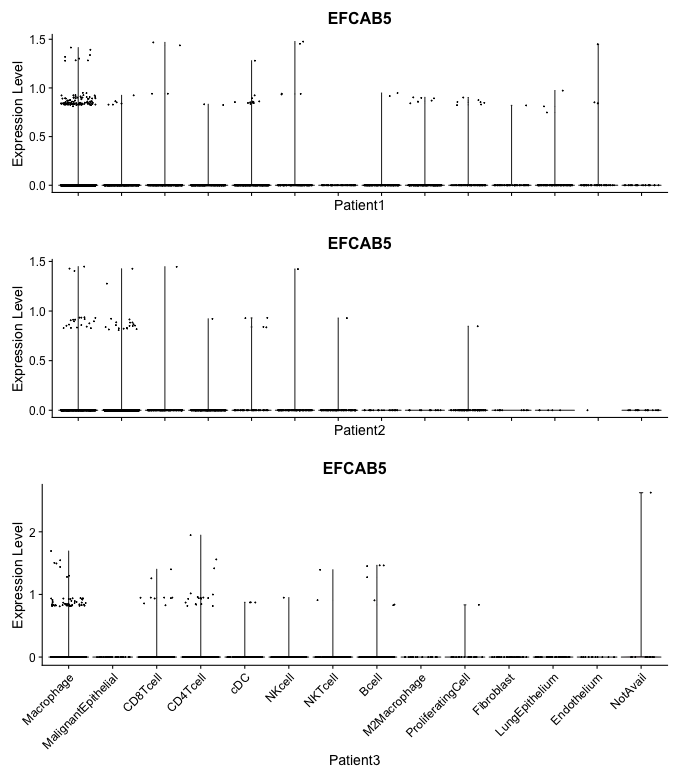 EFCAB5
Expression Level
1.5
1.0
0.5
0.0
Patient1
EFCAB5
Expression Level
1.5
1.0
0.5
0.0
Patient2
EFCAB5
Expression Level
2
1
0
Macrophage
MalignantEpithelial
CD8Tcell
CD4Tcell
cDC
NKcell
NKTcell
Bcell
M2Macrophage
ProliferatingCell
Fibroblast
LungEpithelium
Endothelium
NotAvail
Patient3